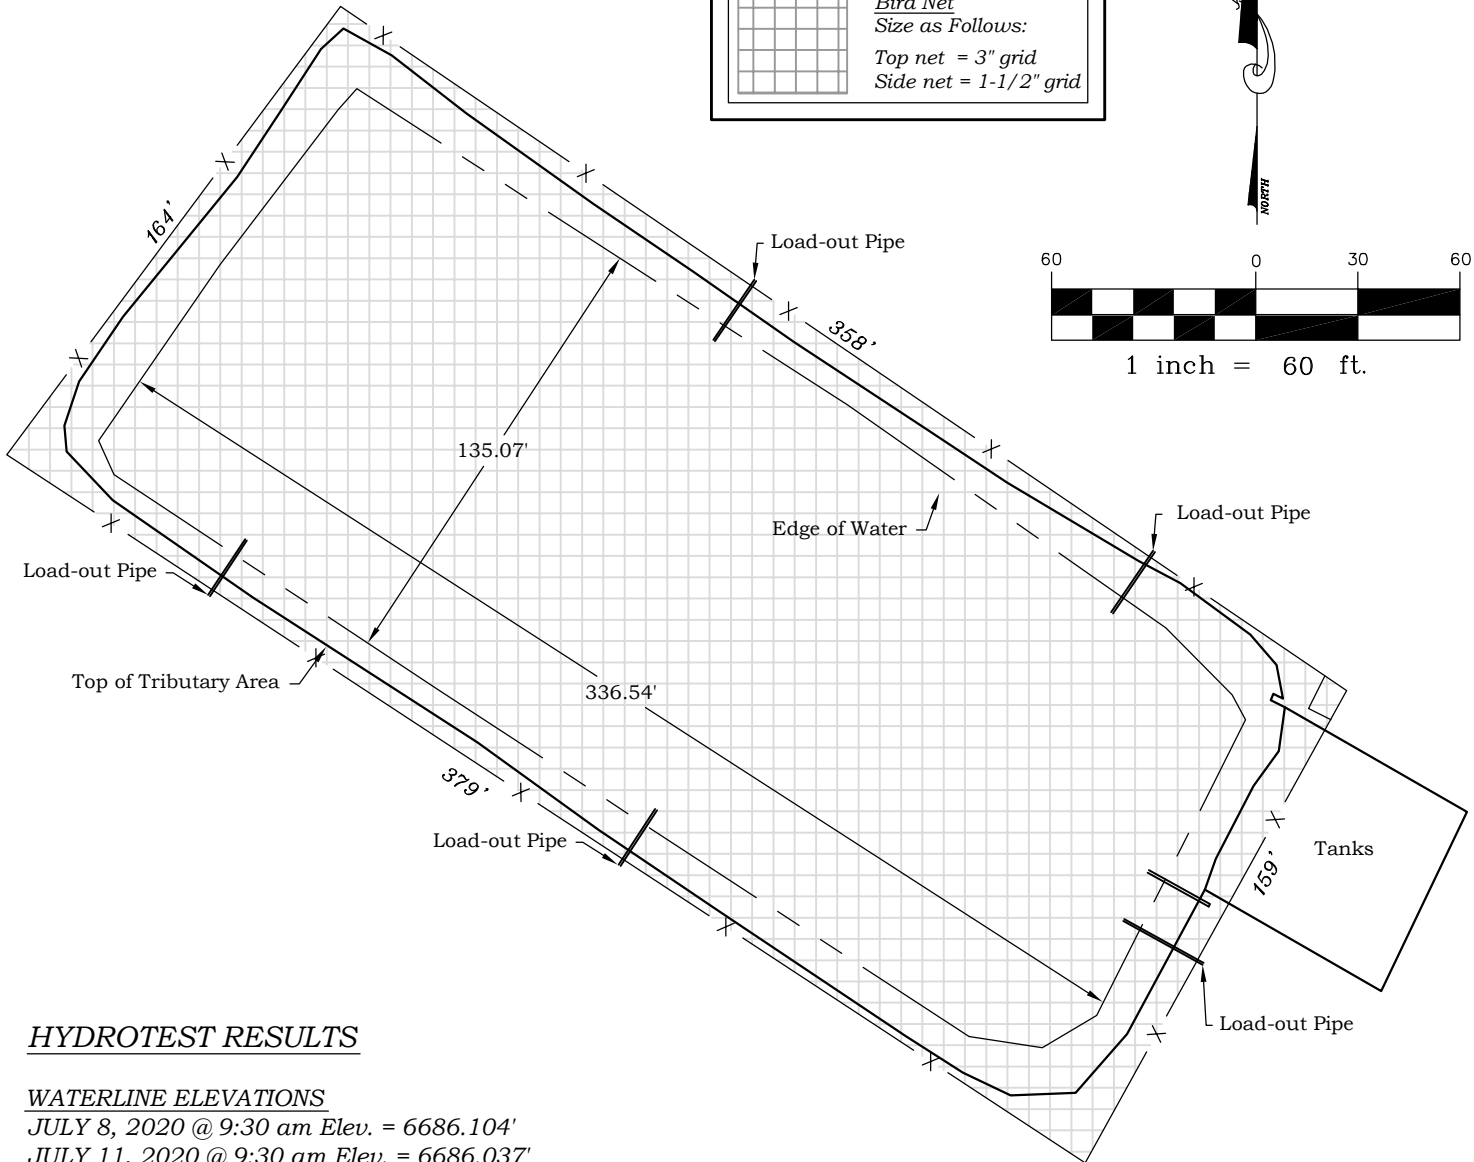 Bird Net
Size as Follows:
Top net = 3" grid
Side net = 1-1/2" grid
NORTH
164'
Load-out Pipe
60 0 30 60
358'
1 inch = 60 ft.
135.07'
Load-out Pipe
Edge of Water
Load-out Pipe
Top of Tributary Area
336.54'
379'
Load-out Pipe
Tanks
159'
Load-out Pipe
HYDROTEST RESULTS
WATERLINE ELEVATIONS
JULY 8, 2020 @ 9:30 am Elev. = 6686.104'
JULY 11, 2020 @ 9:30 am Elev. = 6686.037'